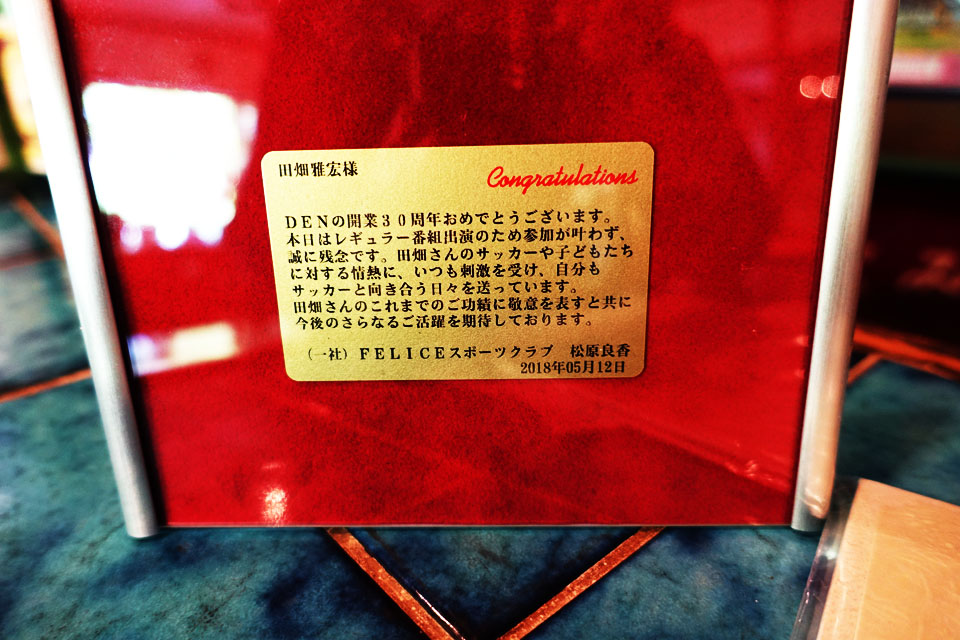 田畑雅宏様
Congratulations
DENの開業30周年おめでとうございます。
本日はレギュラー番組出演のため参加が叶わず、
誠に残念です。田畑さんのサッカーや子どもたち
に対する情熱に、いつも刺激を受け、自分も
サッカーと向き合う日々を送っています。
田畑さんのこれまでのご功績に敬意を表すと共に
今後のさらなるご活躍を期待しております。
（一社）FELICEスポーツクラブ　松原良香
2018年05月12日